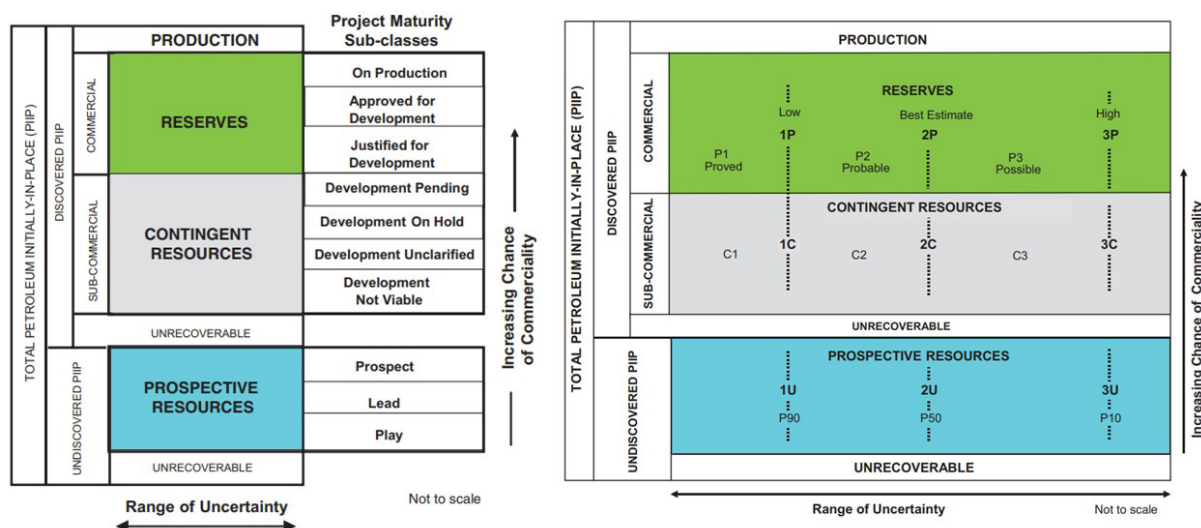 Project Maturity
Sub-classes
PRODUCTION
TOTAL PETROLEUM INITIALLY-IN-PLACE (PIIP)
DISCOVERED PIIP
COMMERCIAL
RESERVES
On Production
Approved for
Development
Justified for
Development
SUB-COMMERCIAL
CONTINGENT
RESOURCES
Development Pending
Development On Hold
Development Unclarified
Development
Not Viable
UNRECOVERABLE
UNDISCOVERED PIIP
PROSPECTIVE
RESOURCES
Prospect
Lead
Play
UNRECOVERABLE
Increasing Chance
of Commerciality
Range of Uncertainty
Not to scale
TOTAL PETROLEUM INITIALLY-IN-PLACE (PIIP)
DISCOVERED PIIP
PRODUCTION
COMMERCIAL
RESERVES
Low
Best Estimate
High
1P
2P
3P
P1
Proved
P2
Probable
P3
Possible
SUB-COMMERCIAL
CONTINGENT RESOURCES
1C
2C
3C
C1
C2
C3
UNRECOVERABLE
UNDISCOVERED PIIP
PROSPECTIVE RESOURCES
1U
2U
3U
P90
P50
P10
UNRECOVERABLE
Increasing Chance of Commerciality
Range of Uncertainty
Not to scale